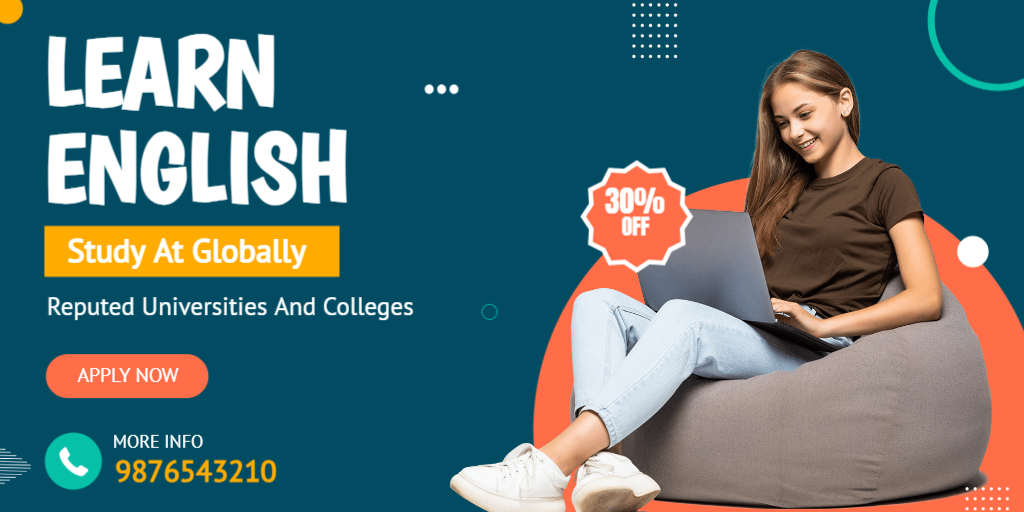 LEARN
ENGLISH
Study At Globally
Reputed Universities And Colleges
APPLY NOW
MORE INFO
9876543210
30%
OFF